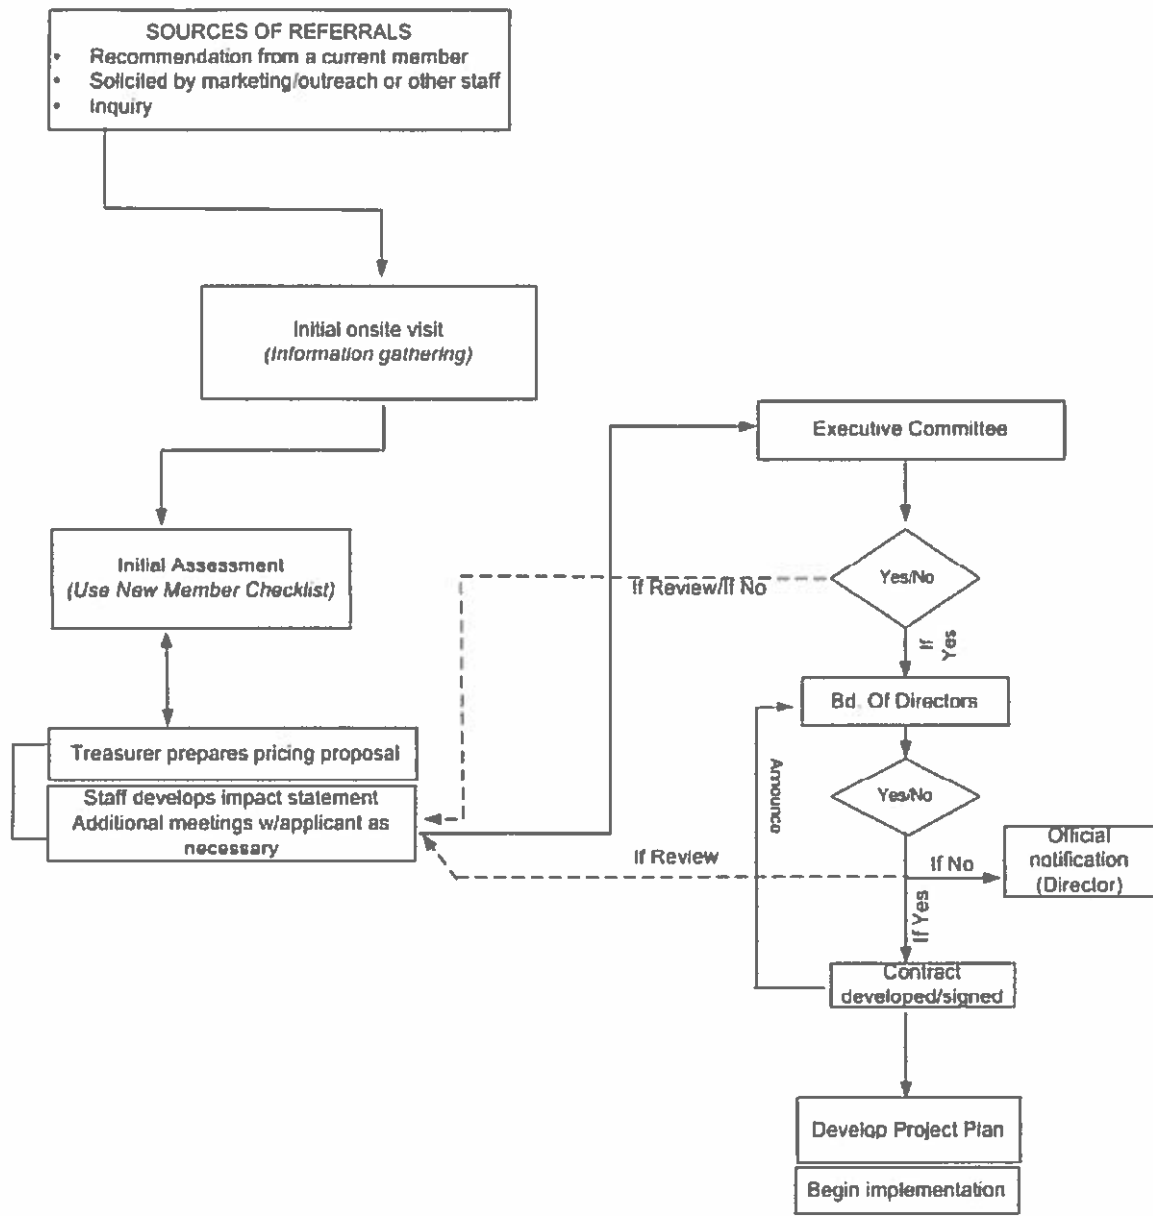 SOURCES OF REFERRALS
• Recommendation from a current member
• Solicited by marketing/outreach or other staff
• Inquiry
Initial onsite visit
(Information gathering)
Executive Committee
Initial Assessment
(Use New Member Checklist)
Yes/No
If Review/If No
If
Yes
Bd. Of Directors
Treasurer prepares pricing proposal
Staff develops impact statement
Additional meetings w/applicant as
necessary
Announce
Yes/No
If Review
If No
Official
notification
(Director)
If Yes
Contract
developed/signed
Develop Project Plan
Begin implementation